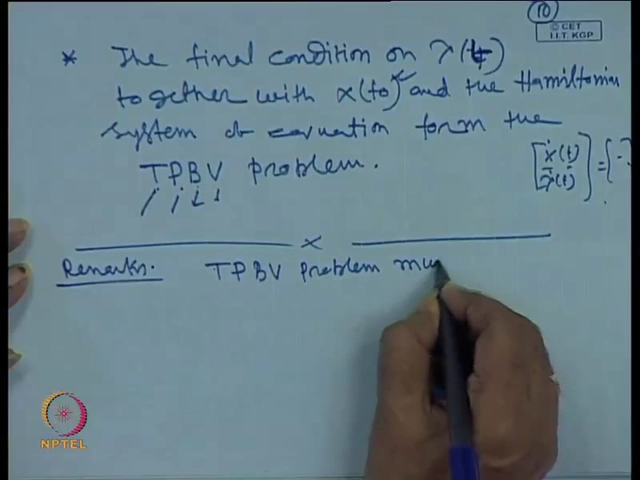 10
© CET
I.I.T. KGP
* The final condition on λ(tf)
together with x(t0) and the Hamiltonian
system of equation form the
TPBV problem.
[ẋ(t) λ̇(t)] = [
Remarks. TPBV Problem mu
NPTEL